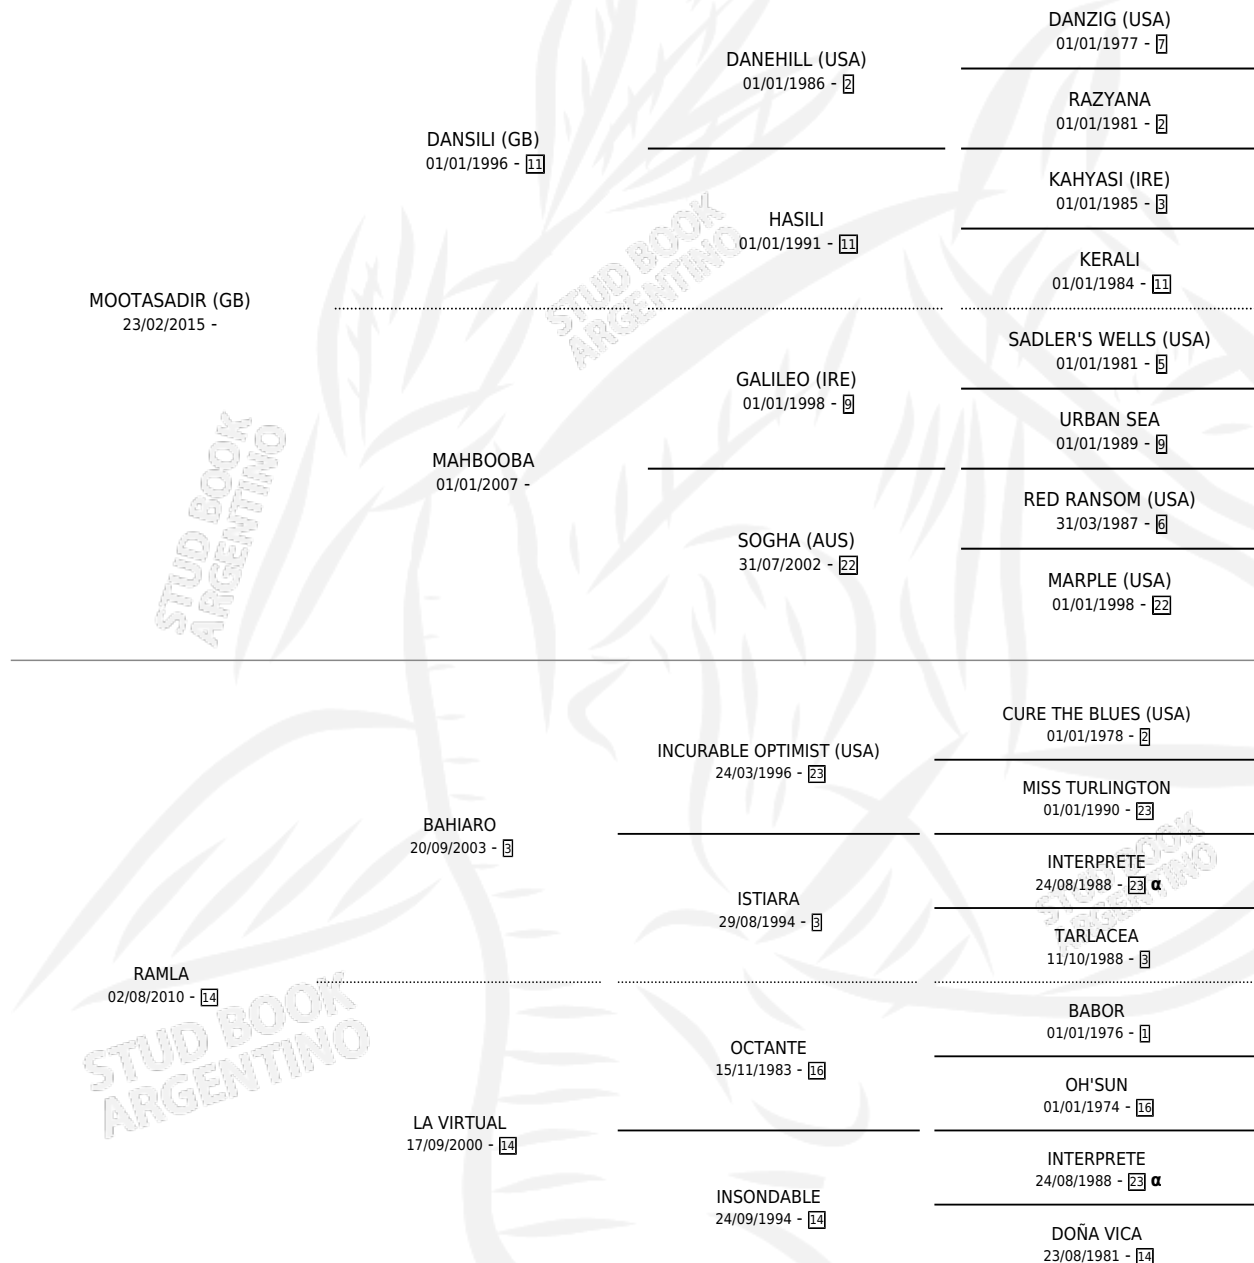 DANZIG (USA)
01/01/1977 - 7
DANEHILL (USA)
01/01/1986 - 2
RAZYANA
01/01/1981 - 2
DANSILI (GB)
01/01/1996 - 11
KAHYASI (IRE)
01/01/1985 - 3
HASILI
01/01/1991 - 11
KERALI
01/01/1984 - 11
MOOTASADIR (GB)
23/02/2015 -
SADLER'S WELLS (USA)
01/01/1981 - 5
GALILEO (IRE)
01/01/1998 - 9
URBAN SEA
01/01/1989 - 9
MAHBOOBA
01/01/2007 -
RED RANSOM (USA)
31/03/1987 - 6
SOGHA (AUS)
31/07/2002 - 22
MARPLE (USA)
01/01/1998 - 22
CURE THE BLUES (USA)
01/01/1978 - 2
INCURABLE OPTIMIST (USA)
24/03/1996 - 23
MISS TURLINGTON
01/01/1990 - 23
BAHIARO
20/09/2003 - 3
INTERPRETE
24/08/1988 - 23 α
ISTIARA
29/08/1994 - 3
TARLACEA
11/10/1988 - 3
RAMLA
02/08/2010 - 14
BABOR
01/01/1976 - 1
OCTANTE
15/11/1983 - 16
OH'SUN
01/01/1974 - 16
LA VIRTUAL
17/09/2000 - 14
INTERPRETE
24/08/1988 - 23 α
INSONDABLE
24/09/1994 - 14
DOÑA VICA
23/08/1981 - 14
STUD BOOK
ARGENTINO
STUD BOOK
ARGENTINO
STUD BOOK
ARGENTINO
STUD BOOK
ARGENTINO